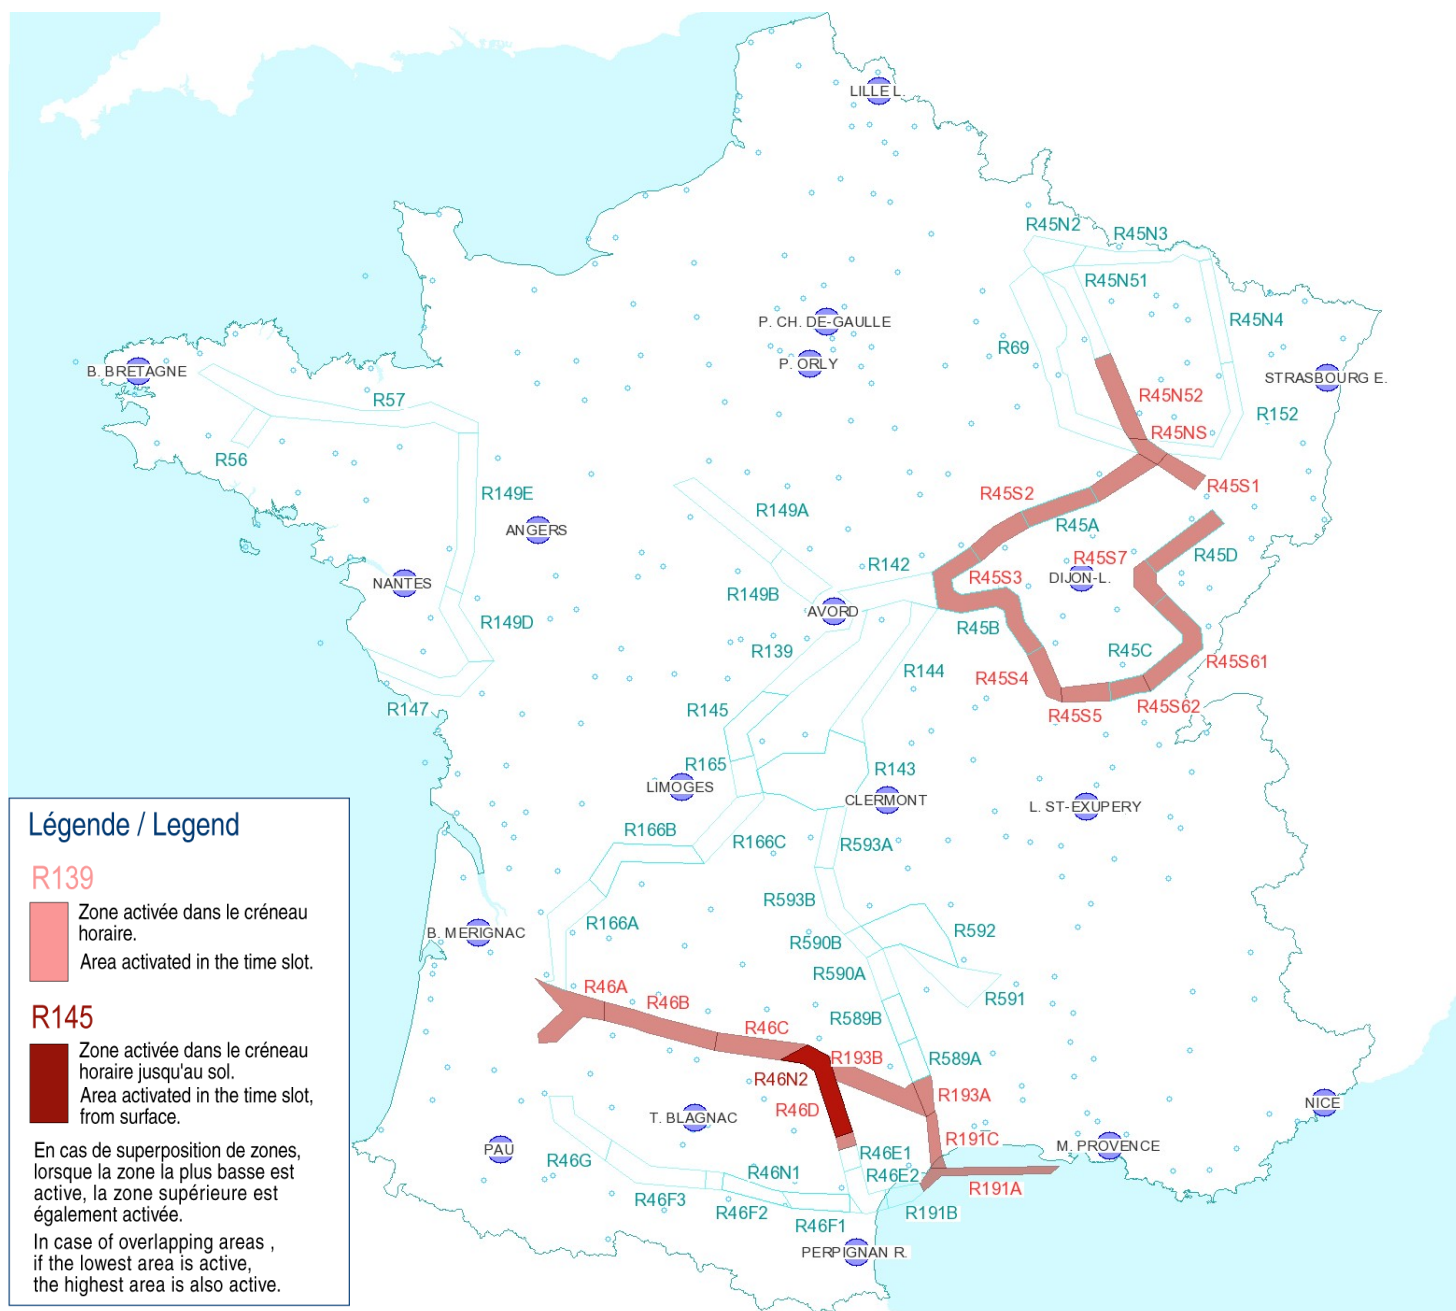 LILLE L.
R45N2
R45N3
R45N51
P. CH. DE-GAULLE
R45N4
R69
P. ORLY
B. BRETAGNE
STRASBOURG E.
R57
R45N52
R152
R45NS
R56
R149E
R45S2
R45S1
R149A
R45A
ANGERS
R45S7
R45D
R142
R45S3
DIJON-L.
NANTES
R149B
AVORD
R149D
R45B
R139
R45C
R45S61
R144
R45S4
R147
R145
R45S5
R45S62
R165
R143
LIMOGES
CLERMONT
L. ST-EXUPERY
R166B
R166C
R593A
R593B
R166A
B. MERIGNAC
R590B
R592
R590A
R46A
R46B
R591
R46C
R589B
R193B
R589A
R46N2
R193A
R46D
NICE
T. BLAGNAC
PAU
R191C
M. PROVENCE
R46G
R46E1
R46N1
R46E2
R191A
R46F3
R46F2
R46F1
R191B
PERPIGNAN R.
Légende / Legend
R139
Zone activée dans le créneau
horaire.
Area activated in the time slot.
R145
Zone activée dans le créneau
horaire jusqu'au sol.
Area activated in the time slot,
from surface.
En cas de superposition de zones,
lorsque la zone la plus basse est
active, la zone supérieure est
également activée.
In case of overlapping areas ,
if the lowest area is active,
the highest area is also active.